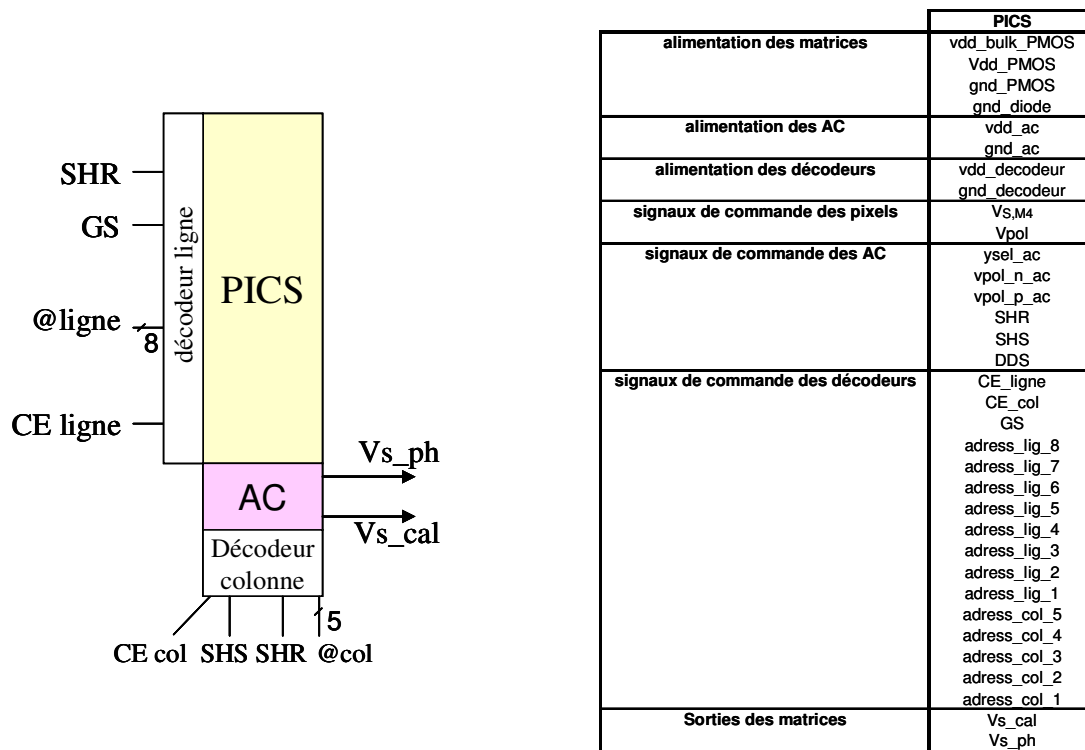 SHR
GS
@ligne
8
CE ligne
décodeur ligne
PICS
Vs_ph
AC
Vs_cal
Décodeur
colonne
5
CE col SHS SHR @col
PICS
alimentation des matrices vdd_bulk_PMOS
Vdd_PMOS
gnd_PMOS
gnd_diode
alimentation des AC vdd_ac
gnd_ac
alimentation des décodeurs vdd_decodeur
gnd_decodeur
signaux de commande des pixels VS,M4
Vpol
signaux de commande des AC ysel_ac
vpol_n_ac
vpol_p_ac
SHR
SHS
DDS
signaux de commande des décodeurs CE_ligne
CE_col
GS
adress_lig_8
adress_lig_7
adress_lig_6
adress_lig_5
adress_lig_4
adress_lig_3
adress_lig_2
adress_lig_1
adress_col_5
adress_col_4
adress_col_3
adress_col_2
adress_col_1
Sorties des matrices Vs_cal
Vs_ph